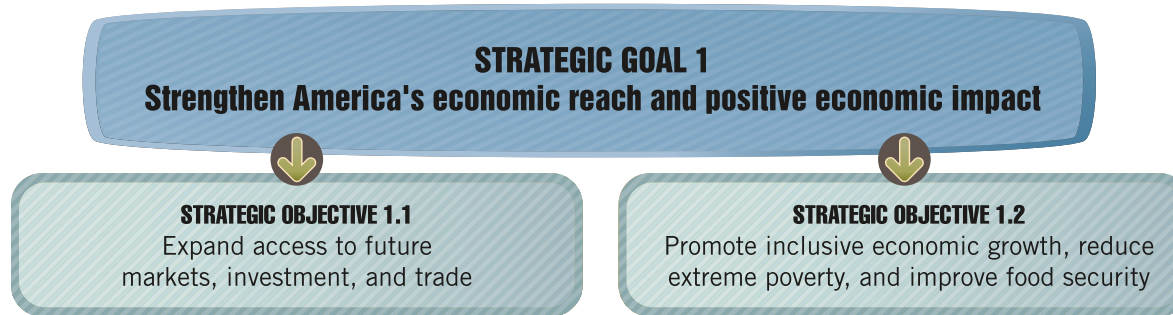 STRATEGIC GOAL 1
Strengthen America's economic reach and positive economic impact
STRATEGIC OBJECTIVE 1.1
Expand access to future
markets, investment, and trade
STRATEGIC OBJECTIVE 1.2
Promote inclusive economic growth, reduce
extreme poverty, and improve food security